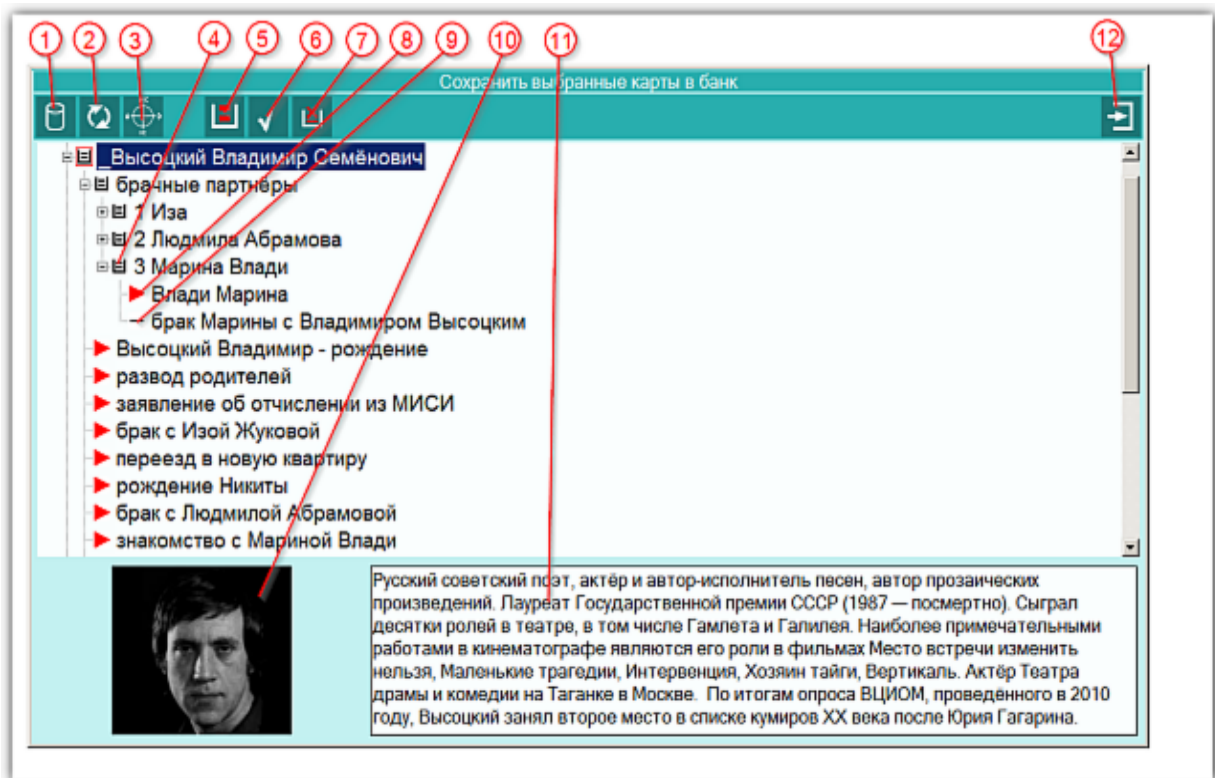 1 2 3 4 5 6 7 8 9 10 11 12
Сохранить выбранные карты в банк
_Высоцкий Владимир Семёнович
брачные партнёры
1 Иза
2 Людмила Абрамова
3 Марина Влади
Влади Марина
брак Марины с Владимиром Высоцким
Высоцкий Владимир - рождение
развод родителей
заявление об отчислении из МИСИ
брак с Изой Жуковой
переезд в новую квартиру
рождение Никиты
брак с Людмилой Абрамовой
знакомство с Мариной Влади
Русский советский поэт, актёр и автор-исполнитель песен, автор прозаических
произведений. Лауреат Государственной премии СССР (1987 — посмертно). Сыграл
десятки ролей в театре, в том числе Гамлета и Галилея. Наиболее примечательными
работами в кинематографе являются его роли в фильмах Место встречи изменить
нельзя, Маленькие трагедии, Интервенция, Хозяин тайги, Вертикаль. Актёр Театра
драмы и комедии на Таганке в Москве. По итогам опроса ВЦИОМ, проведённого в 2010
году, Высоцкий занял второе место в списке кумиров XX века после Юрия Гагарина.